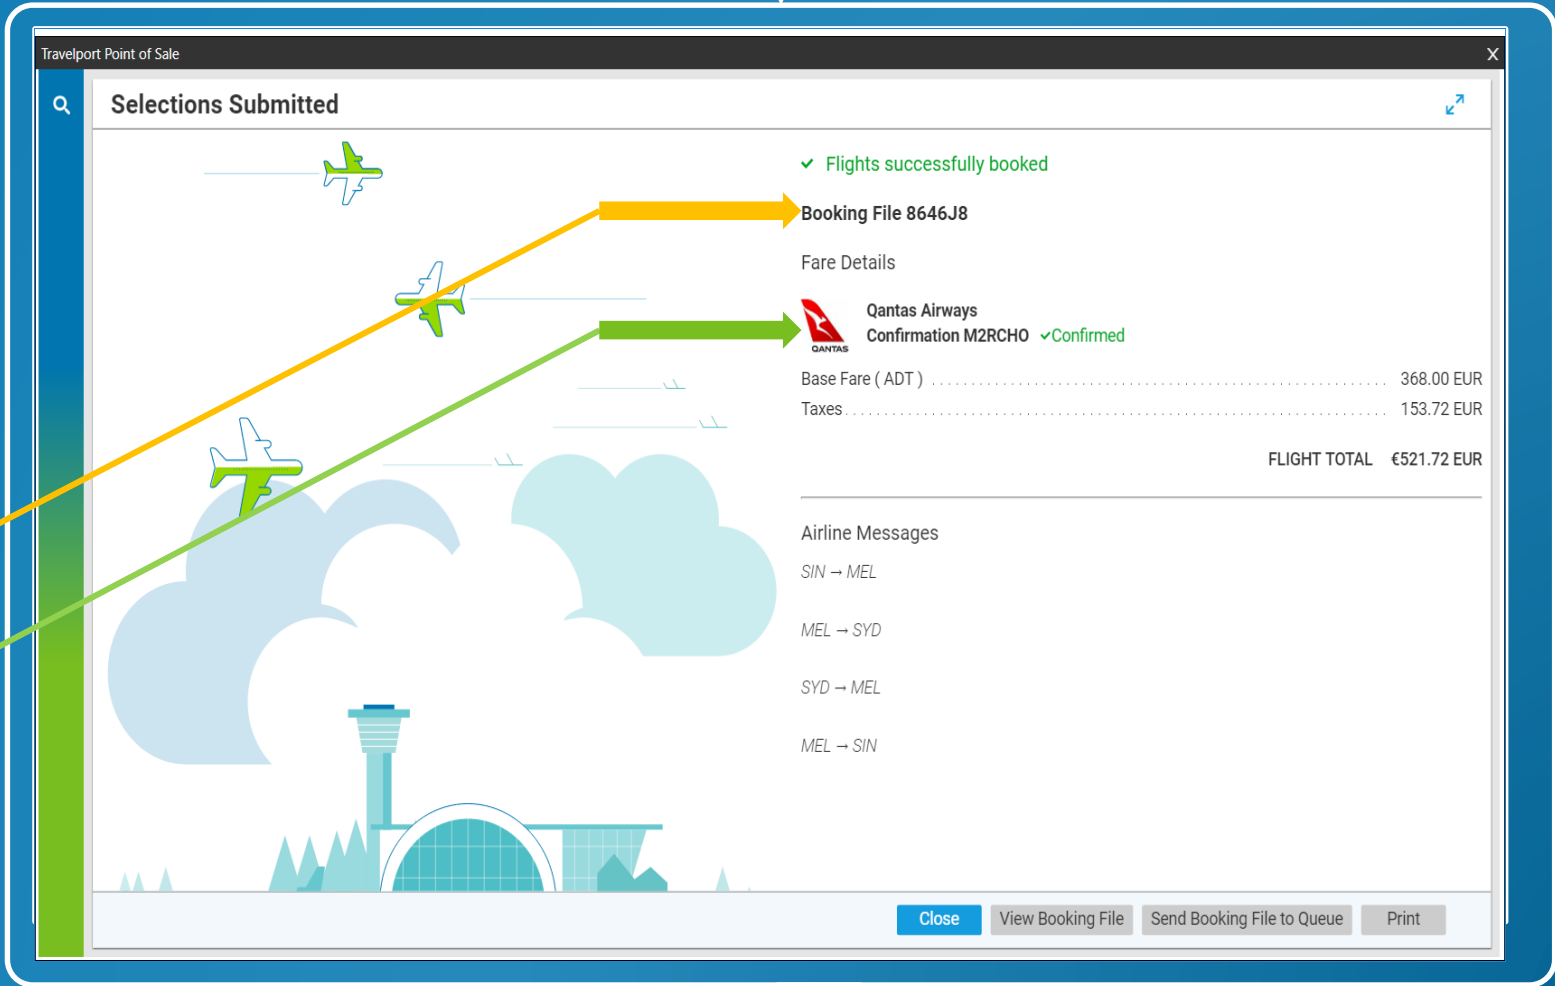 Travelport Point of Sale
X
Selections Submitted
Flights successfully booked
Booking File 8646J8
Fare Details
QANTAS
Qantas Airways
Confirmation M2RCHO Confirmed
Base Fare ( ADT ) 368.00 EUR
Taxes 153.72 EUR
FLIGHT TOTAL €521.72 EUR
Airline Messages
SIN → MEL
MEL → SYD
SYD → MEL
MEL → SIN
Close View Booking File Send Booking File to Queue Print